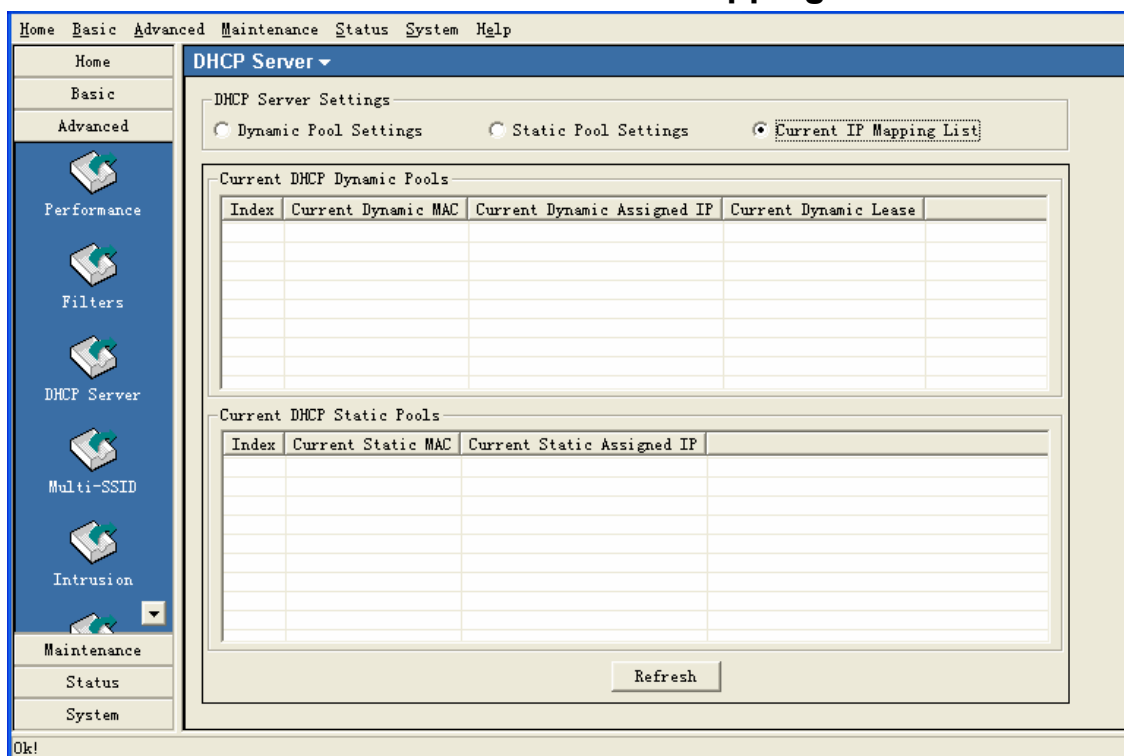 pping
Home Basic Advanced Maintenance Status System Help
Home
Basic
Advanced
Performance
Filters
DHCP Server
Multi-SSID
Intrusion
Maintenance
Status
System
DHCP Server
DHCP Server Settings
Dynamic Pool Settings Static Pool Settings Current IP Mapping List
Current DHCP Dynamic Pools
Index Current Dynamic MAC Current Dynamic Assigned IP Current Dynamic Lease
Current DHCP Static Pools
Index Current Static MAC Current Static Assigned IP
Refresh
Ok!